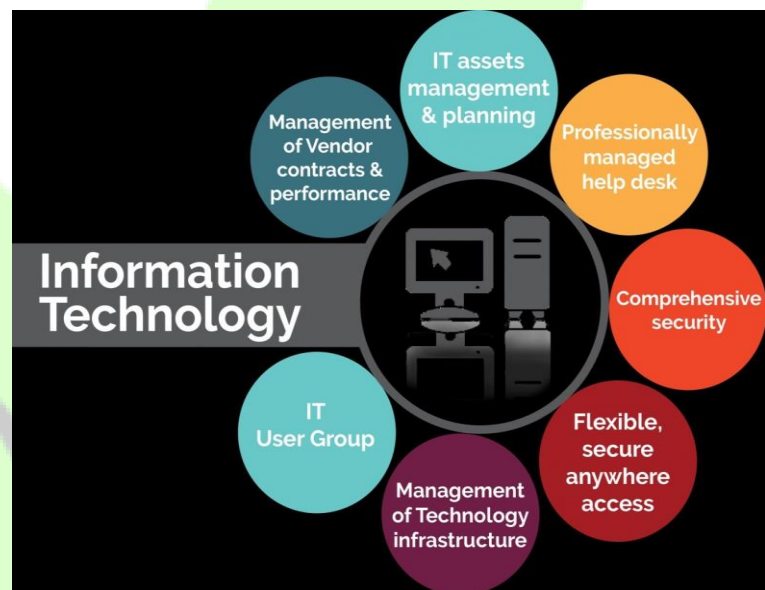 Information
Technology
Management
of Vendor
contracts &
performance
IT assets
management
& planning
Professionally
managed
help desk
Comprehensive
security
Flexible,
secure
anywhere
access
Management
of Technology
infrastructure
IT
User Group